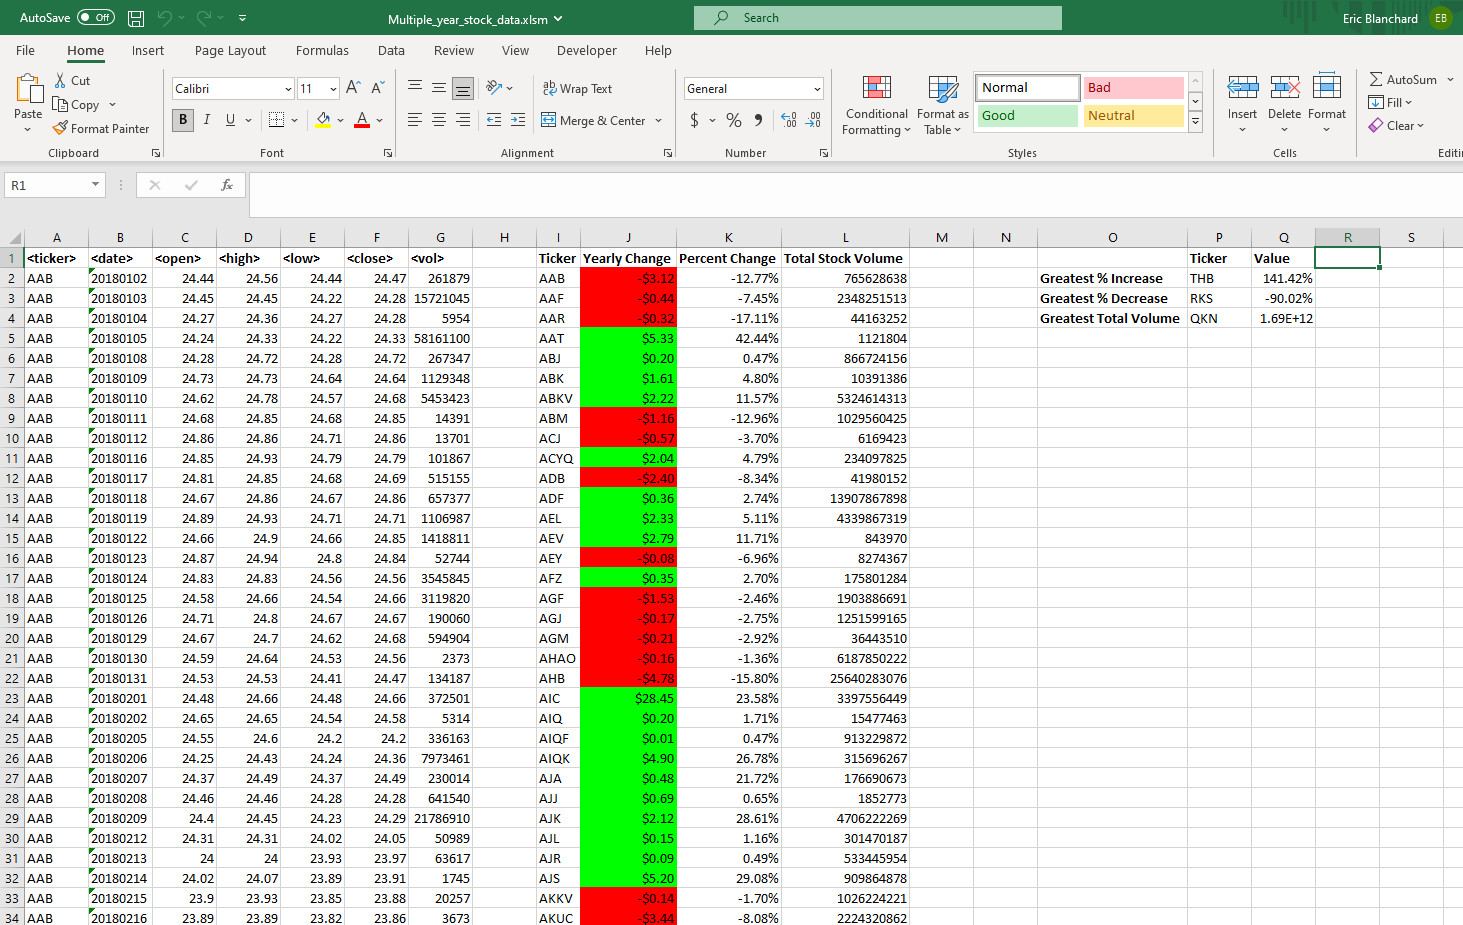 AutoSave Off Multiple_year_stock_data.xlsm Search Eric Blanchard EB
File Home Insert Page Layout Formulas Data Review View Developer Help
Paste Cut Calibri 11 A A Wrap Text General Conditional Formatting Format as Table Normal Bad Insert Delete Format AutoSum
Copy B I U A Merge & Center $ % Good Neutral Fill
Format Painter Clear
Clipboard Font Alignment Number Styles Cells
R1 fx
A B C D E F G H I J K L M N O P Q R S
1 <ticker> <date> <open> <high> <low> <close> <vol> Ticker Yearly Change Percent Change Total Stock Volume Ticker Value
2 AAB 20180102 24.44 24.56 24.44 24.47 261879 AAB -$3.12 -12.77% 765628638 Greatest % Increase THB 141.42%
3 AAB 20180103 24.45 24.45 24.22 24.28 15721045 AAF -$0.44 -7.45% 2348251513 Greatest % Decrease RKS -90.02%
4 AAB 20180104 24.27 24.36 24.27 24.28 5954 AAR -$0.32 -17.11% 44163252 Greatest Total Volume QKN 1.69E+12
5 AAB 20180105 24.24 24.33 24.22 24.33 58161100 AAT $5.33 42.44% 1121804
6 AAB 20180108 24.28 24.72 24.28 24.72 267347 ABJ $0.20 0.47% 866724156
7 AAB 20180109 24.73 24.73 24.64 24.64 1129348 ABK $1.61 4.80% 10391386
8 AAB 20180110 24.62 24.78 24.57 24.68 5453423 ABKV $2.22 11.57% 5324614313
9 AAB 20180111 24.68 24.85 24.68 24.85 14391 ABM -$1.16 -12.96% 1029560425
10 AAB 20180112 24.86 24.86 24.71 24.86 13701 ACJ -$0.57 -3.70% 6169423
11 AAB 20180116 24.85 24.93 24.79 24.79 101867 ACYQ $2.04 4.79% 234097825
12 AAB 20180117 24.81 24.85 24.68 24.69 515155 ADB -$2.40 -8.34% 41980152
13 AAB 20180118 24.67 24.86 24.67 24.86 657377 ADF $0.36 2.74% 13907867898
14 AAB 20180119 24.89 24.93 24.71 24.71 1106987 AEL $2.33 5.11% 4339867319
15 AAB 20180122 24.66 24.9 24.66 24.85 1418811 AEV $2.79 11.71% 843970
16 AAB 20180123 24.87 24.94 24.8 24.84 52744 AEY -$0.08 -6.96% 8274367
17 AAB 20180124 24.83 24.83 24.56 24.56 3545845 AFZ $0.35 2.70% 175801284
18 AAB 20180125 24.58 24.66 24.54 24.66 3119820 AGF -$1.53 -2.46% 1903886691
19 AAB 20180126 24.71 24.8 24.67 24.67 190060 AGJ -$0.17 -2.75% 1251599165
20 AAB 20180129 24.67 24.7 24.62 24.68 594904 AGM -$0.21 -2.92% 36443510
21 AAB 20180130 24.59 24.64 24.53 24.56 2373 AHAO -$0.16 -1.36% 6187850222
22 AAB 20180131 24.53 24.53 24.41 24.47 134187 AHB -$4.78 -15.80% 25640283076
23 AAB 20180201 24.48 24.66 24.48 24.66 372501 AIC $28.45 23.58% 3397556449
24 AAB 20180202 24.65 24.65 24.54 24.58 5314 AIQ $0.20 1.71% 15477463
25 AAB 20180205 24.55 24.6 24.2 24.2 336163 AIQF $0.01 0.47% 913229872
26 AAB 20180206 24.25 24.43 24.24 24.36 7973461 AIQK $4.90 26.78% 315696267
27 AAB 20180207 24.37 24.49 24.37 24.49 230014 AJA $0.48 21.72% 176690673
28 AAB 20180208 24.46 24.46 24.28 24.28 641540 AJJ $0.69 0.65% 1852773
29 AAB 20180209 24.4 24.45 24.23 24.29 21786910 AJK $2.12 28.61% 4706222269
30 AAB 20180212 24.31 24.31 24.02 24.05 50989 AJL $0.15 1.16% 301470187
31 AAB 20180213 24 24 23.93 23.97 63617 AJR $0.09 0.49% 533445954
32 AAB 20180214 24.02 24.07 23.89 23.91 1745 AJS $5.20 29.08% 909864878
33 AAB 20180215 23.9 23.93 23.85 23.88 20257 AKKV -$0.14 -1.70% 1026224221
34 AAB 20180216 23.89 23.89 23.82 23.86 3673 AKUC -$3.44 -8.08% 2224320862